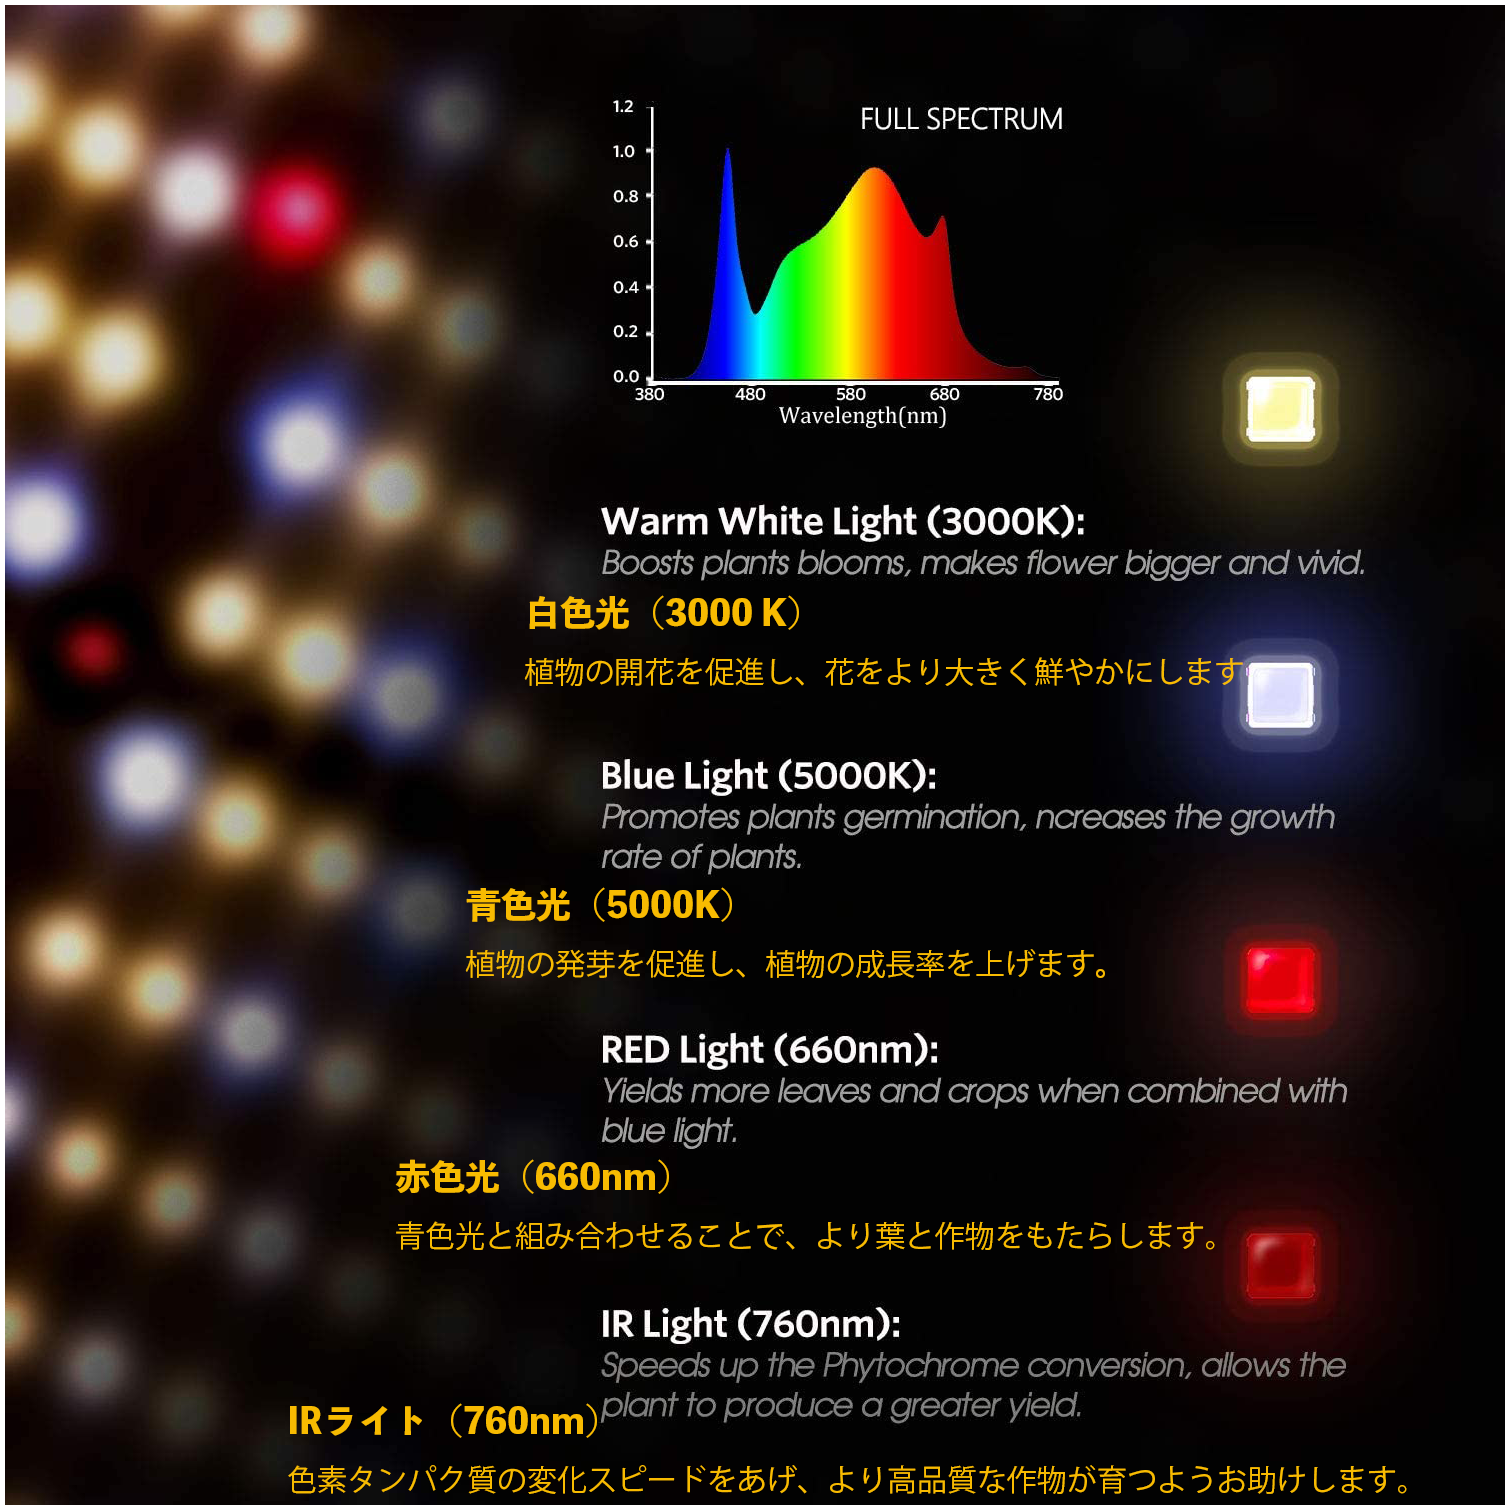 FULL SPECTRUM
1.2
1.0
0.8
0.6
0.4
0.2
0.0
380 480 580 680 780
Wavelength(nm)
Warm White Light (3000K):
Boosts plants blooms, makes flower bigger and vivid.
白色光（3000 K）
植物の開花を促進し、花をより大きく鮮やかにします
Blue Light (5000K):
Promotes plants germination, ncreases the growth
rate of plants.
青色光（5000K）
植物の発芽を促進し、植物の成長率を上げます。
RED Light (660nm):
Yields more leaves and crops when combined with
blue light.
赤色光（660nm）
青色光と組み合わせることで、より葉と作物をもたらします。
IR Light (760nm):
Speeds up the Phytochrome conversion, allows the
plant to produce a greater yield.
IRライト（760nm）
色素タンパク質の変化スピードをあげ、より高品質な作物が育つようお助けします。